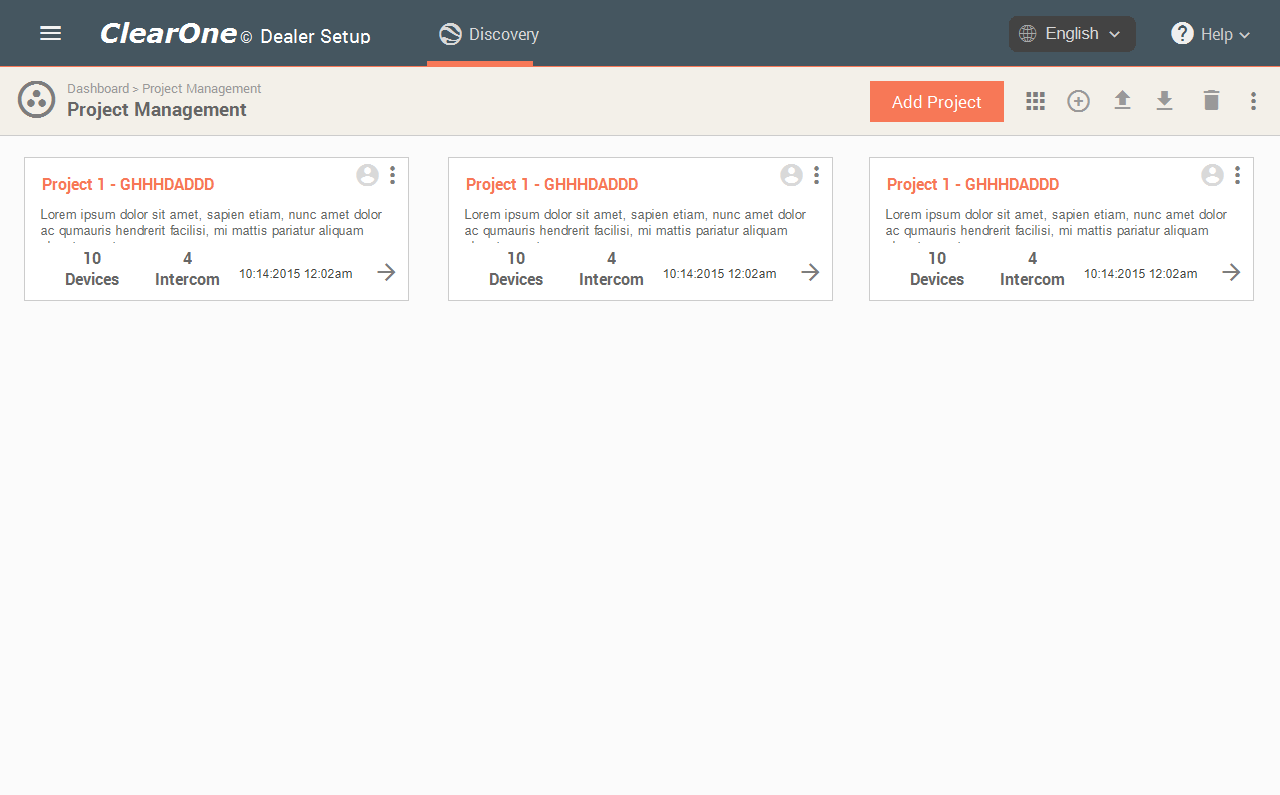 ClearOne© Dealer Setup
Discovery
English
Help
Dashboard > Project Management
Project Management
Add Project
Project 1 - GHHHDADDD
Lorem ipsum dolor sit amet, sapien etiam, nunc amet dolor
ac qumauris hendrerit facilisi, mi mattis pariatur aliquam
10
Devices
4
Intercom
10:14:2015 12:02am
Project 1 - GHHHDADDD
Lorem ipsum dolor sit amet, sapien etiam, nunc amet dolor
ac qumauris hendrerit facilisi, mi mattis pariatur aliquam
10
Devices
4
Intercom
10:14:2015 12:02am
Project 1 - GHHHDADDD
Lorem ipsum dolor sit amet, sapien etiam, nunc amet dolor
ac qumauris hendrerit facilisi, mi mattis pariatur aliquam
10
Devices
4
Intercom
10:14:2015 12:02am